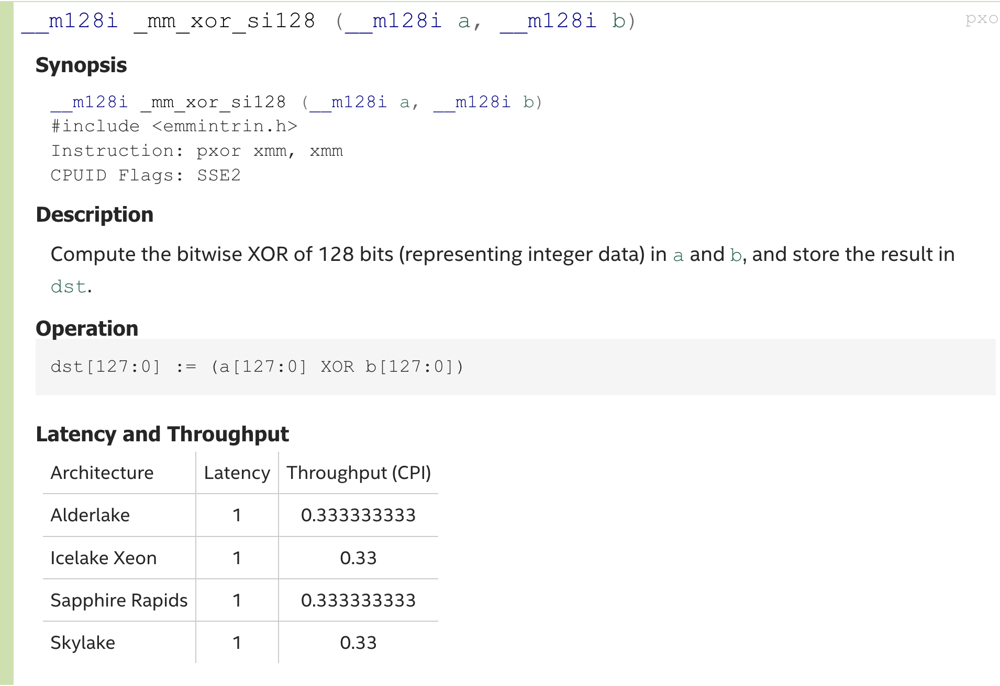 __m128i _mm_xor_si128 (__m128i a, __m128i b) pxo
Synopsis
__m128i _mm_xor_si128 (__m128i a, __m128i b)
#include <emmintrin.h>
Instruction: pxor xmm, xmm
CPUID Flags: SSE2
Description
Compute the bitwise XOR of 128 bits (representing integer data) in a and b, and store the result in
dst.
Operation
dst[127:0] := (a[127:0] XOR b[127:0])
Latency and Throughput
Architecture Latency Throughput (CPI)
Alderlake 1 0.333333333
Icelake Xeon 1 0.33
Sapphire Rapids 1 0.333333333
Skylake 1 0.33